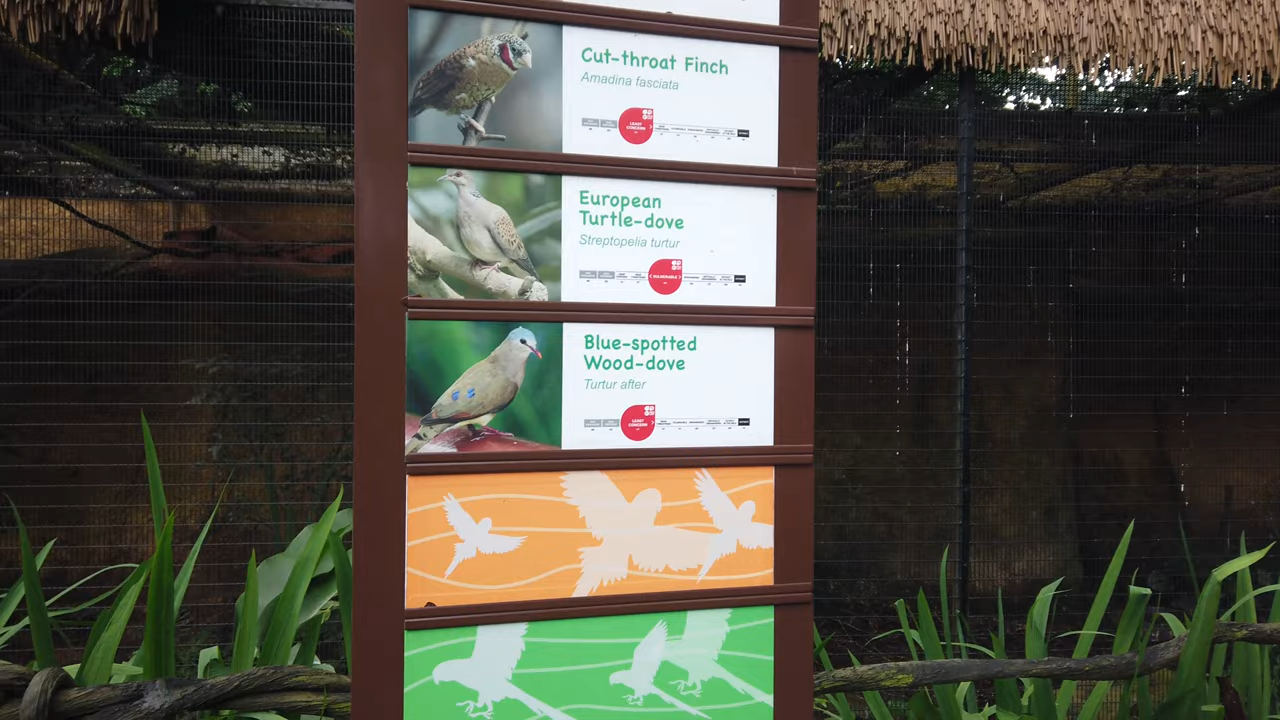 Cut-throat Finch
Amadina fasciata
LEAST
CONCERN
European
Turtle-dove
Streptopelia turtur
VULNERABLE
Blue-spotted
Wood-dove
Turtur after
LEAST
CONCERN